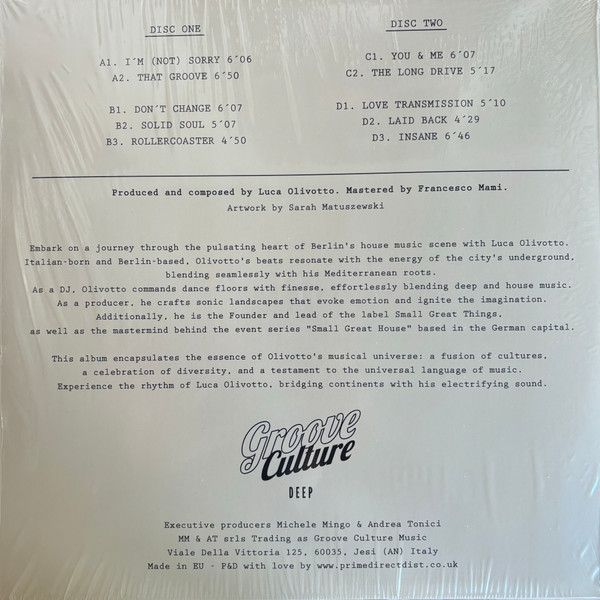 DISC ONE
A1. I´M (NOT) SORRY 6´06
A2. THAT GROOVE 6´50
B1. DON´T CHANGE 6´07
B2. SOLID SOUL 5´07
B3. ROLLERCOASTER 4´50
DISC TWO
C1. YOU & ME 6´07
C2. THE LONG DRIVE 5´17
D1. LOVE TRANSMISSION 5´10
D2. LAID BACK 4´29
D3. INSANE 6´46
Produced and composed by Luca Olivotto. Mastered by Francesco Mami.
Artwork by Sarah Matuszewski
Embark on a journey through the pulsating heart of Berlin's house music scene with Luca Olivotto.
Italian-born and Berlin-based, Olivotto's beats resonate with the energy of the city's underground,
blending seamlessly with his Mediterranean roots.
As a DJ, Olivotto commands dance floors with finesse, effortlessly blending deep and house music.
As a producer, he crafts sonic landscapes that evoke emotion and ignite the imagination.
Additionally, he is the Founder and lead of the label Small Great Things,
as well as the mastermind behind the event series "Small Great House" based in the German capital.
This album encapsulates the essence of Olivotto's musical universe: a fusion of cultures,
a celebration of diversity, and a testament to the universal language of music.
Experience the rhythm of Luca Olivotto, bridging continents with his electrifying sound.
Groove
Culture
DEEP
Executive producers Michele Mingo & Andrea Tonici
MM & AT srls Trading as Groove Culture Music
Viale Della Vittoria 125, 60035, Jesi (AN) Italy
Made in EU - P&D with love by www.primedirectdist.co.uk